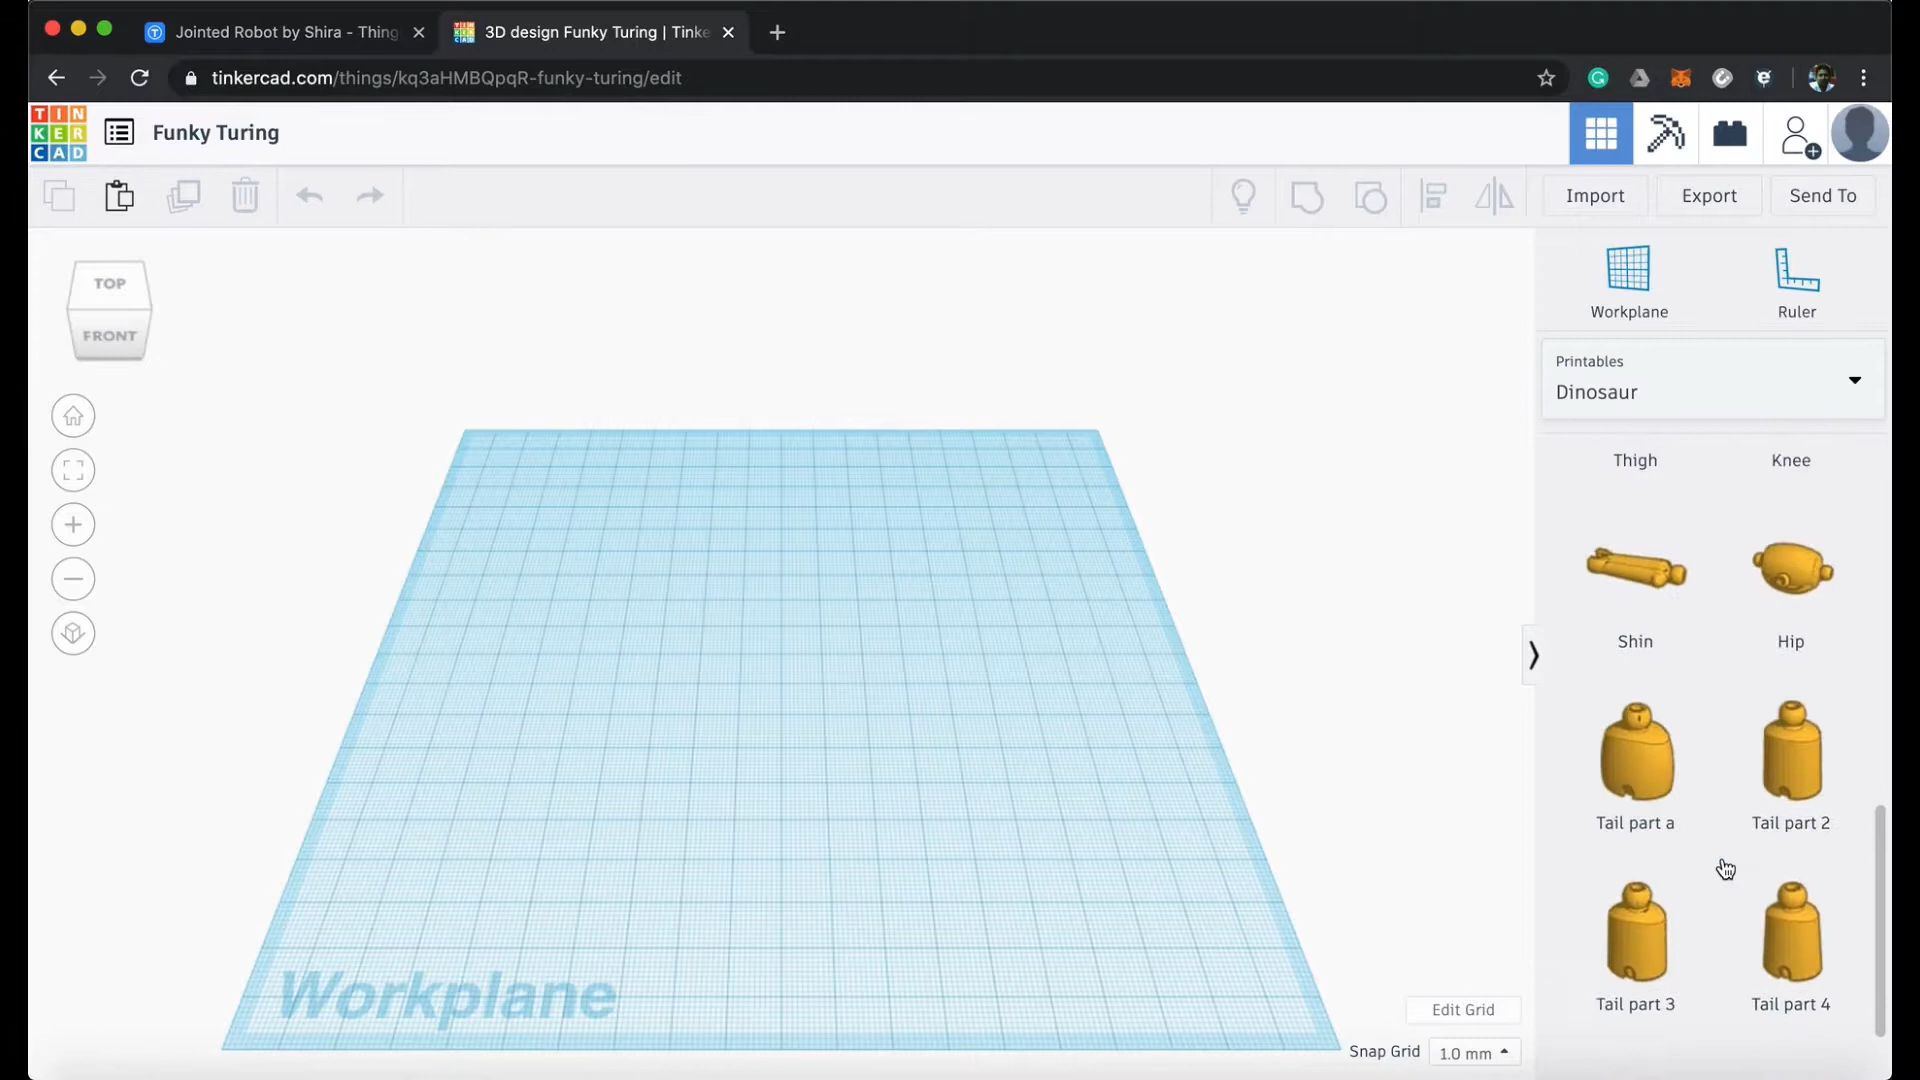 Jointed Robot by Shira - Thing
3D design Funky Turing | Tinke
tinkercad.com/things/kq3aHMBQpqR-funky-turing/edit
TIN
KER
CAD
Funky Turing
Import
Export
Send To
TOP
FRONT
Workplane
Ruler
Printables
Dinosaur
Thigh
Knee
Shin
Hip
Tail part a
Tail part 2
Tail part 3
Tail part 4
Workplane
Edit Grid
Snap Grid
1.0 mm